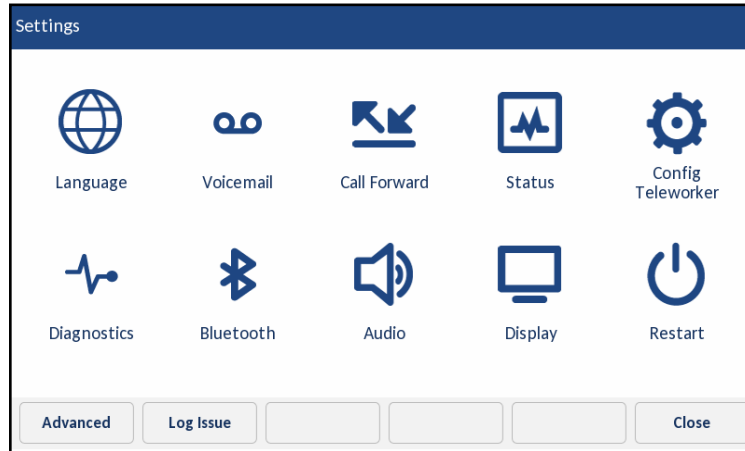 Settings
Language
Voicemail
Call Forward
Status
Config
Teleworker
Diagnostics
Bluetooth
Audio
Display
Restart
Advanced
Log Issue
Close